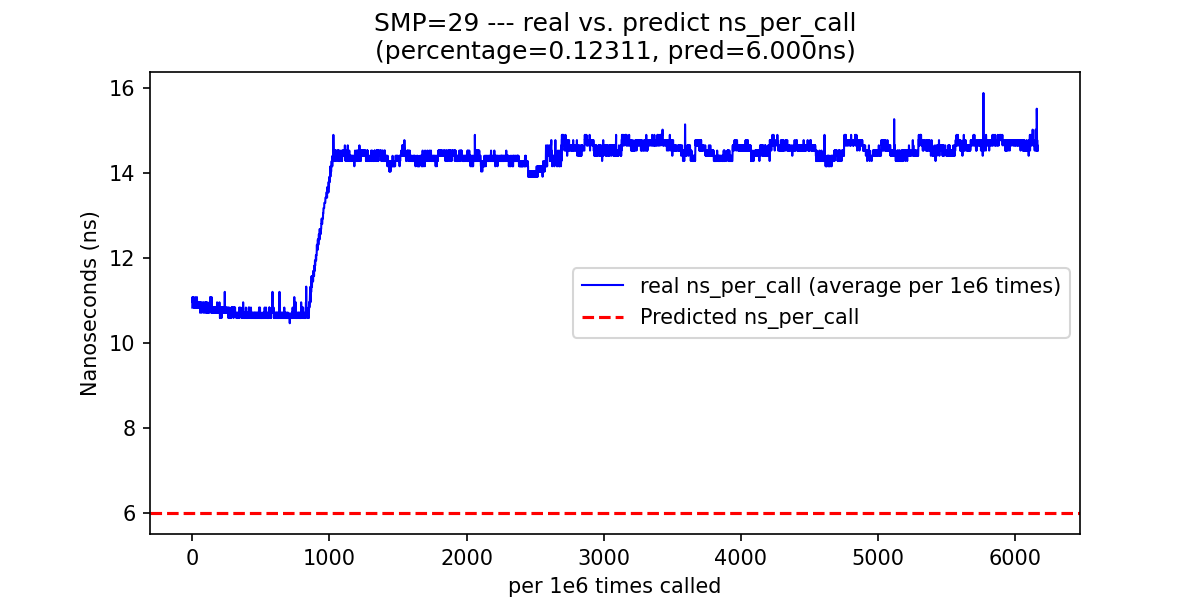 SMP=29 --- real vs. predict ns_per_call
(percentage=0.12311, pred=6.000ns)
16
14
12
10
8
6
Nanoseconds (ns)
real ns_per_call (average per 1e6 times)
Predicted ns_per_call
0 1000 2000 3000 4000 5000 6000
per 1e6 times called